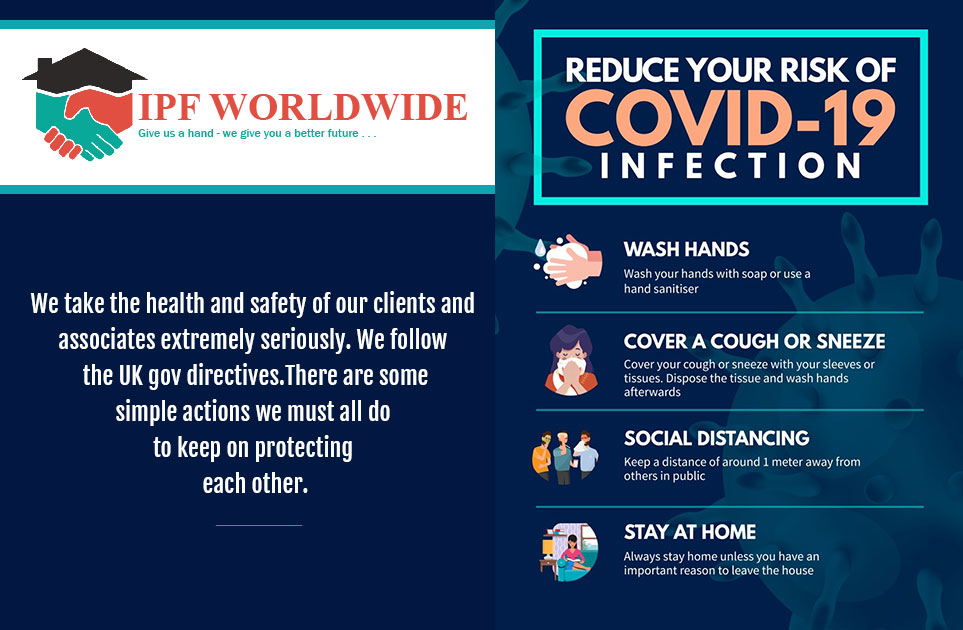 IPF WORLDWIDE
Give us a hand - we give you a better future . . .
We take the health and safety of our clients and
associates extremely seriously. We follow
the UK gov directives.There are some
simple actions we must all do
to keep on protecting
each other.
REDUCE YOUR RISK OF
COVID-19
INFECTION
WASH HANDS
Wash your hands with soap or use a
hand sanitiser
COVER A COUGH OR SNEEZE
Cover your cough or sneeze with your sleeves or
tissues. Dispose the tissue and wash hands
afterwards
SOCIAL DISTANCING
Keep a distance of around 1 meter away from
others in public
STAY AT HOME
Always stay home unless you have an
important reason to leave the house